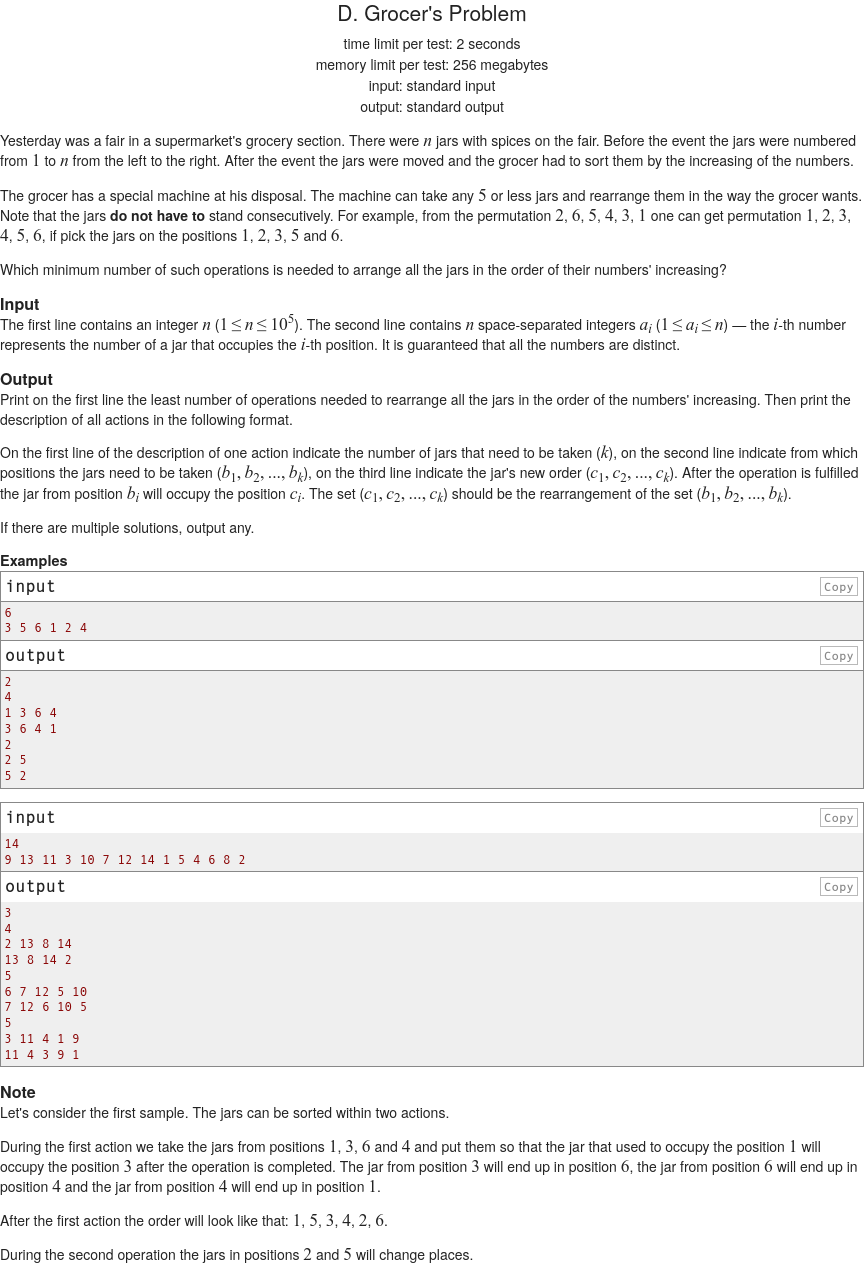 D. Grocer's Problem
time limit per test: 2 seconds
memory limit per test: 256 megabytes
input: standard input
output: standard output
Yesterday was a fair in a supermarket's grocery section. There were n jars with spices on the fair. Before the event the jars were numbered
from 1 to n from the left to the right. After the event the jars were moved and the grocer had to sort them by the increasing of the numbers.
The grocer has a special machine at his disposal. The machine can take any 5 or less jars and rearrange them in the way the grocer wants.
Note that the jars do not have to stand consecutively. For example, from the permutation 2, 6, 5, 4, 3, 1 one can get permutation 1, 2, 3,
4, 5, 6, if pick the jars on the positions 1, 2, 3, 5 and 6.
Which minimum number of such operations is needed to arrange all the jars in the order of their numbers' increasing?
Input
The first line contains an integer n (1 ≤ n ≤ 10^5). The second line contains n space-separated integers a_i (1 ≤ a_i ≤ n) — the i-th number
represents the number of a jar that occupies the i-th position. It is guaranteed that all the numbers are distinct.
Output
Print on the first line the least number of operations needed to rearrange all the jars in the order of the numbers' increasing. Then print the
description of all actions in the following format.
On the first line of the description of one action indicate the number of jars that need to be taken (k), on the second line indicate from which
positions the jars need to be taken (b_1, b_2, ..., b_k), on the third line indicate the jar's new order (c_1, c_2, ..., c_k). After the operation is fulfilled
the jar from position b_i will occupy the position c_i. The set (c_1, c_2, ..., c_k) should be the rearrangement of the set (b_1, b_2, ..., b_k).
If there are multiple solutions, output any.
Examples
input Copy
6
3 5 6 1 2 4
output Copy
2
4
1 3 6 4
3 6 4 1
2
2 5
5 2
input Copy
14
9 13 11 3 10 7 12 14 1 5 4 6 8 2
output Copy
3
4
2 13 8 14
13 8 14 2
5
6 7 12 5 10
7 12 6 10 5
5
3 11 4 1 9
11 4 3 9 1
Note
Let's consider the first sample. The jars can be sorted within two actions.
During the first action we take the jars from positions 1, 3, 6 and 4 and put them so that the jar that used to occupy the position 1 will
occupy the position 3 after the operation is completed. The jar from position 3 will end up in position 6, the jar from position 6 will end up in
position 4 and the jar from position 4 will end up in position 1.
After the first action the order will look like that: 1, 5, 3, 4, 2, 6.
During the second operation the jars in positions 2 and 5 will change places.